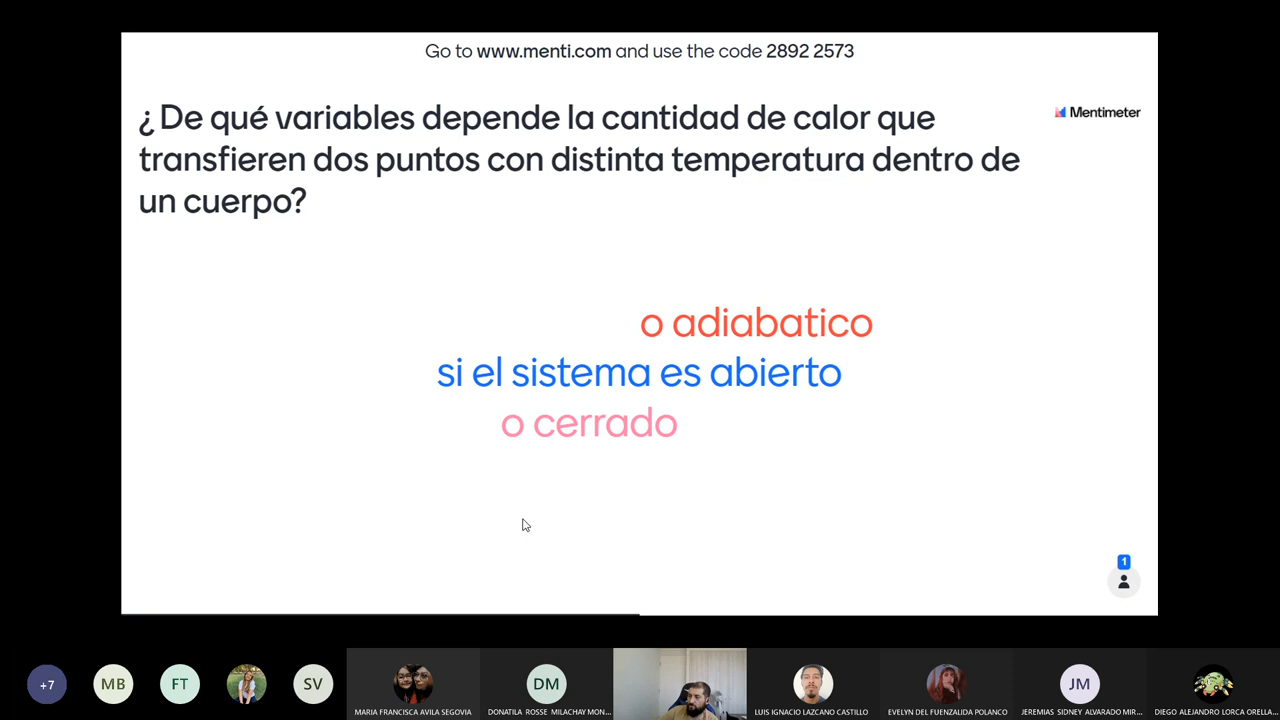 Go to www.menti.com and use the code 2892 2573
¿ De qué variables depende la cantidad de calor que
transfieren dos puntos con distinta temperatura dentro de
un cuerpo?
Mentimeter
o adiabatico
si el sistema es abierto
o cerrado
1
+7
MB
FT
SV
MARIA FRANCISCA AVILA SEGOVIA
DM
DONATILA ROSSE MILACHAY MON...
LUIS IGNACIO LAZCANO CASTILLO
EVELYN DEL FUENZALIDA POLANCO
JM
JEREMIAS SIDNEY ALVARADO MIR...
DIEGO ALEJANDRO LORCA ORELLA...